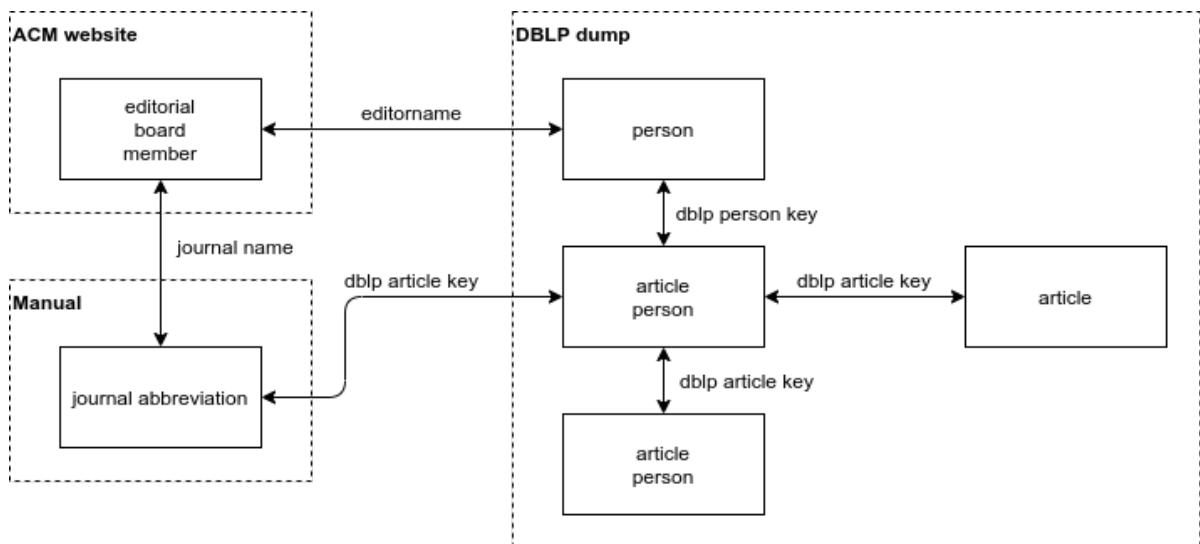 ACM website
DBLP dump
editorial
board
member
editorname
person
dblp person key
journal name
dblp article key
article
person
dblp article key
article
Manual
journal abbreviation
dblp article key
article
person